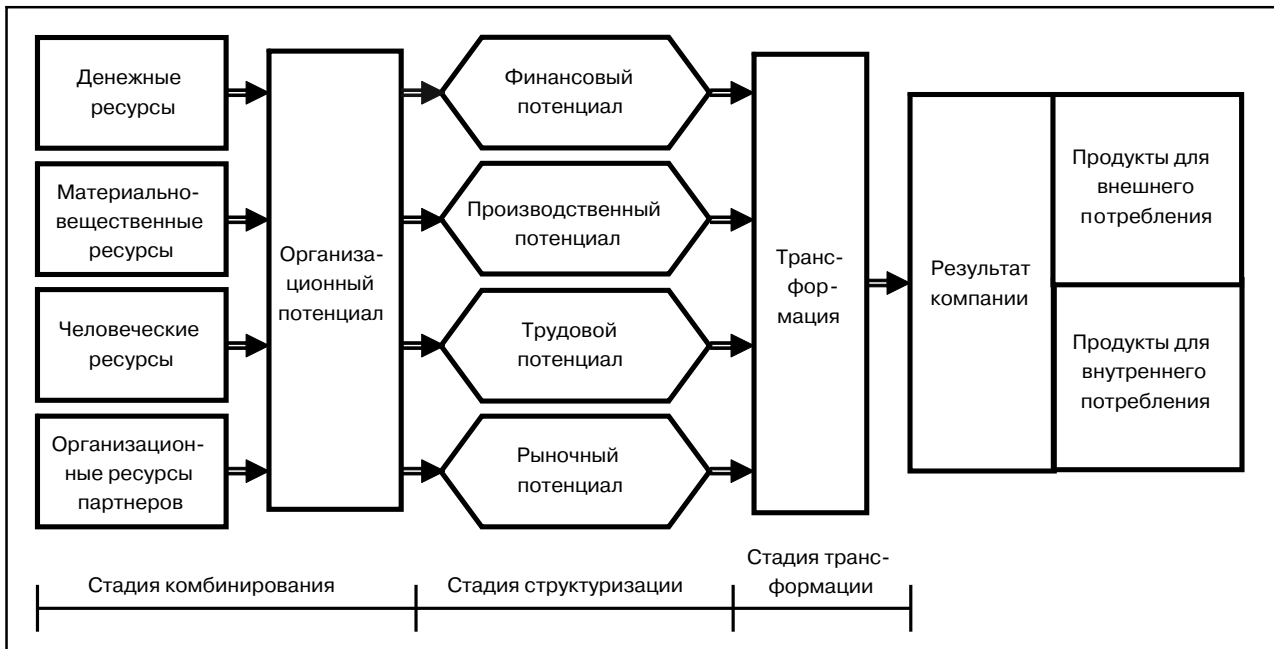 Денежные
ресурсы
Материально-
вещественные
ресурсы
Человеческие
ресурсы
Организацион-
ные ресурсы
партнеров
Организа-
ционный
потенциал
Финансовый
потенциал
Производственный
потенциал
Трудовой
потенциал
Рыночный
потенциал
Транс-
фор-
мация
Результат
компании
Продукты для
внешнего
потребления
Продукты для
внутреннего
потребления
Стадия комбинирования
Стадия структуризации
Стадия транс-
формации